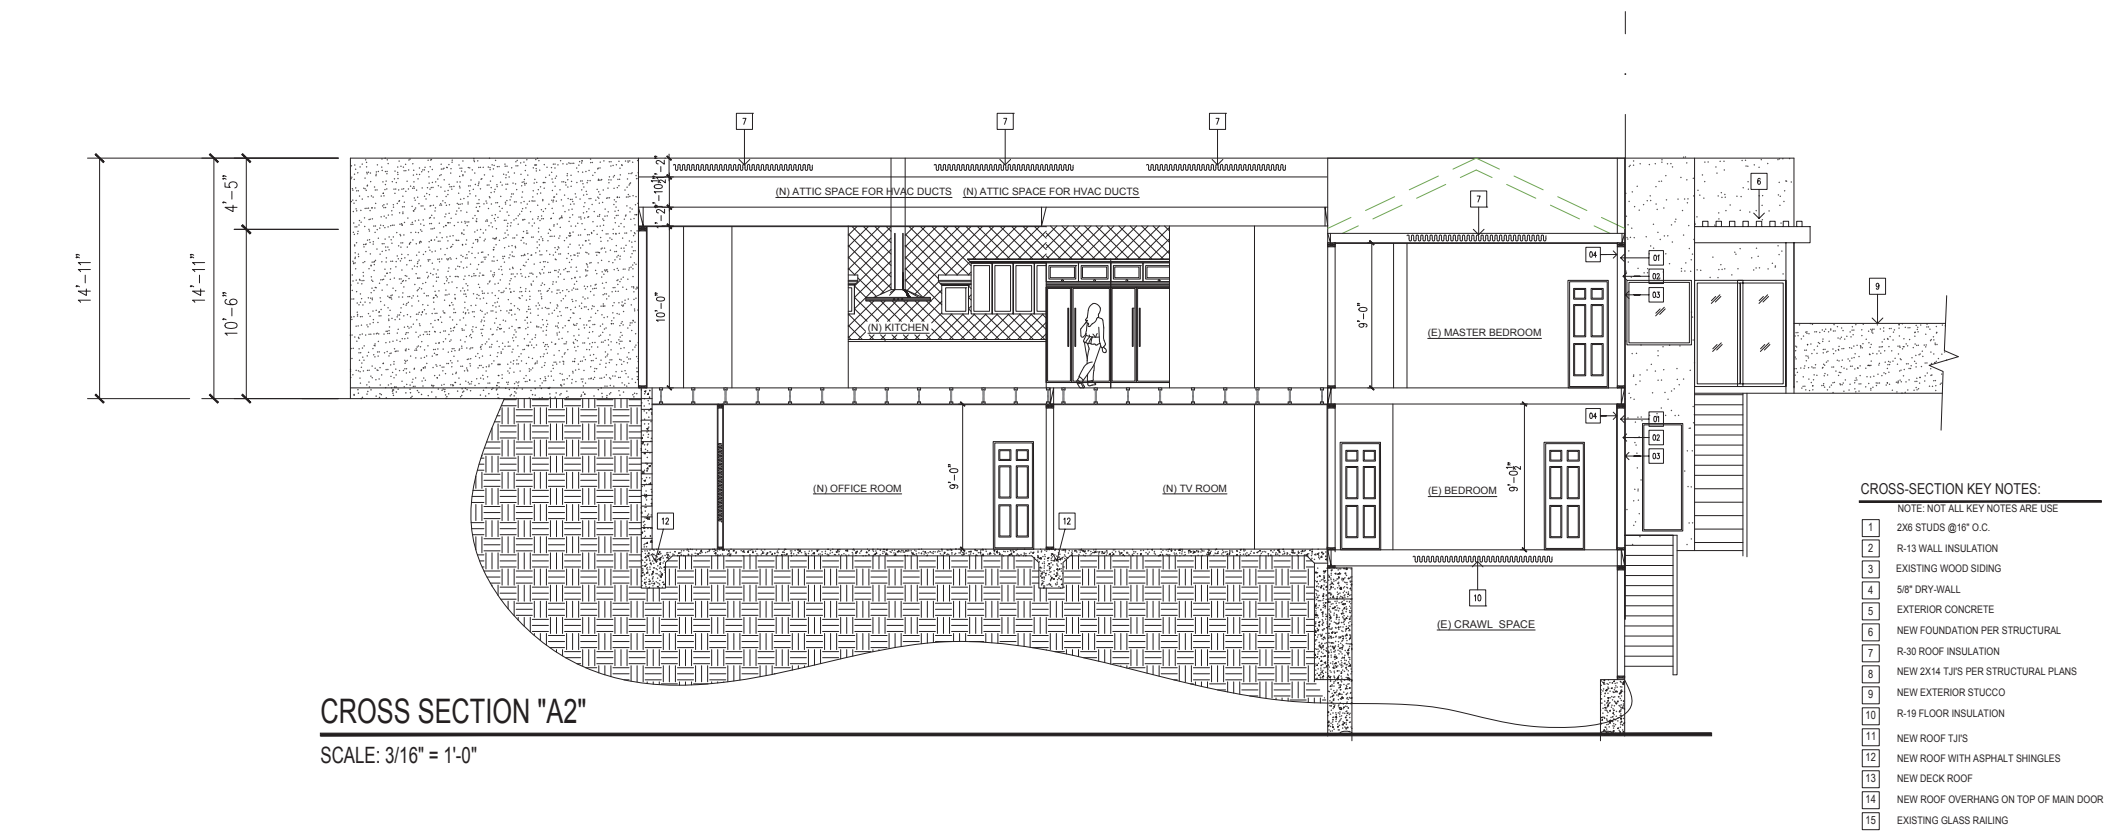 7
7
7
6
(N) ATTIC SPACE FOR HVAC DUCTS (N) ATTIC SPACE FOR HVAC DUCTS
7
14'-11"
14'-11"
4'-5"
10'-6"
10'-0"
9'-0"
04
01
02
03
9
(N) KITCHEN
(E) MASTER BEDROOM
04
01
02
03
(N) OFFICE ROOM
9'-0"
(N) TV ROOM
(E) BEDROOM
9'-0½"
12
12
10
(E) CRAWL SPACE
CROSS SECTION "A2"
SCALE: 3/16" = 1'-0"
CROSS-SECTION KEY NOTES:
NOTE: NOT ALL KEY NOTES ARE USE
1 2X6 STUDS @16" O.C.
2 R-13 WALL INSULATION
3 EXISTING WOOD SIDING
4 5/8" DRY-WALL
5 EXTERIOR CONCRETE
6 NEW FOUNDATION PER STRUCTURAL
7 R-30 ROOF INSULATION
8 NEW 2X14 TJI'S PER STRUCTURAL PLANS
9 NEW EXTERIOR STUCCO
10 R-19 FLOOR INSULATION
11 NEW ROOF TJI'S
12 NEW ROOF WITH ASPHALT SHINGLES
13 NEW DECK ROOF
14 NEW ROOF OVERHANG ON TOP OF MAIN DOOR
15 EXISTING GLASS RAILING